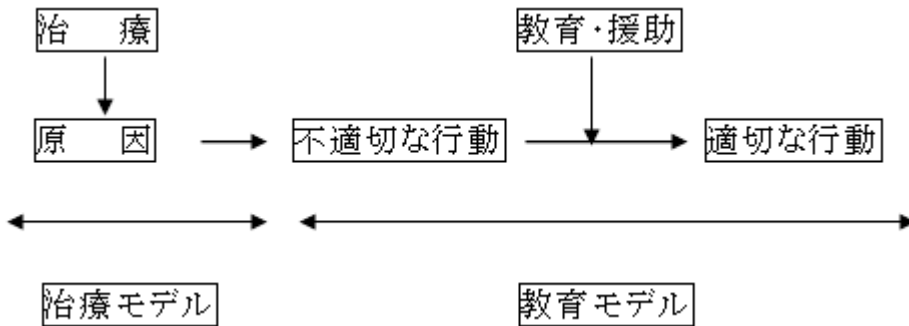 治　療
教育・援助
原　因
不適切な行動
適切な行動
治療モデル
教育モデル